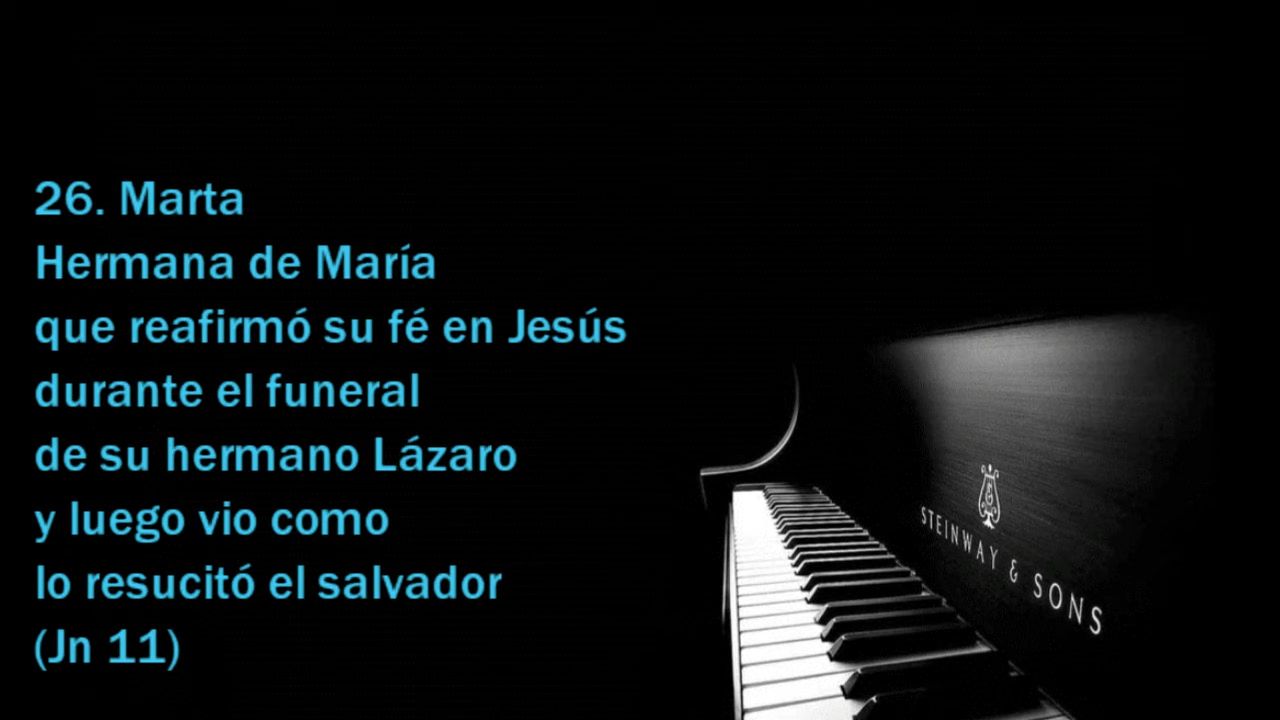 26. Marta
Hermana de María
que reafirmó su fé en Jesús
durante el funeral
de su hermano Lázaro
y luego vio como
lo resucitó el salvador
(Jn 11)
STEINWAY & SONS